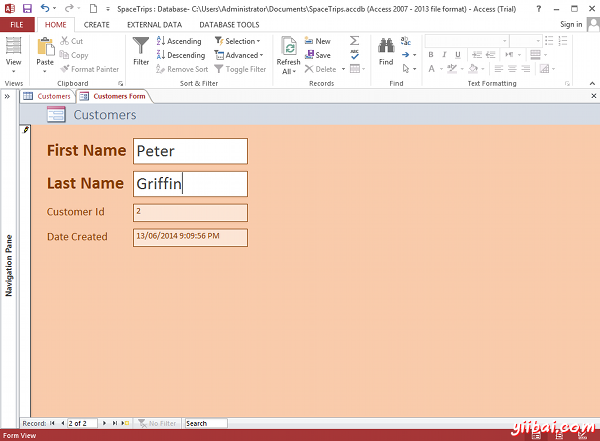 SpaceTrips : Database- C:\Users\Administrator\Documents\SpaceTrips.accdb (Access 2007 - 2013 file format) - Access (Trial)
FILE HOME CREATE EXTERNAL DATA DATABASE TOOLS Sign in
View
Views
Paste
Cut
Copy
Format Painter
Clipboard
Filter
Ascending
Descending
Remove Sort
Selection
Advanced
Toggle Filter
Sort & Filter
Refresh
All
New
Save
Delete
Records
Find
Find
B I U
Text Formatting
Customers Customers Form
Customers
First Name Peter
Last Name Griffin
Customer Id 2
Date Created 13/06/2014 9:09:56 PM
Navigation Pane
Record: 2 of 2 No Filter Search
Form View
yiibai.com